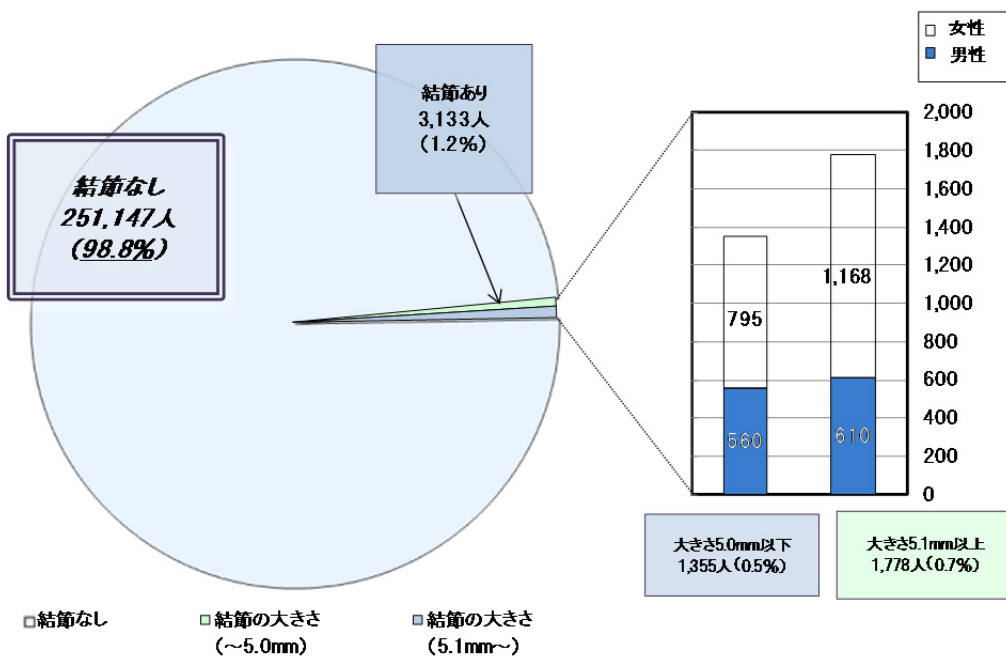 女性
男性
結節あり
3,133人
(1.2%)
結節なし
251,147人
(98.8%)
2,000
1,800
1,600
1,400
1,200
1,000
800
600
400
200
0
795
1,168
560
610
大きさ5.0mm以下
1,355人(0.5%)
大きさ5.1mm以上
1,778人(0.7%)
結節なし
結節の大きさ
(～5.0mm)
結節の大きさ
(5.1mm～)